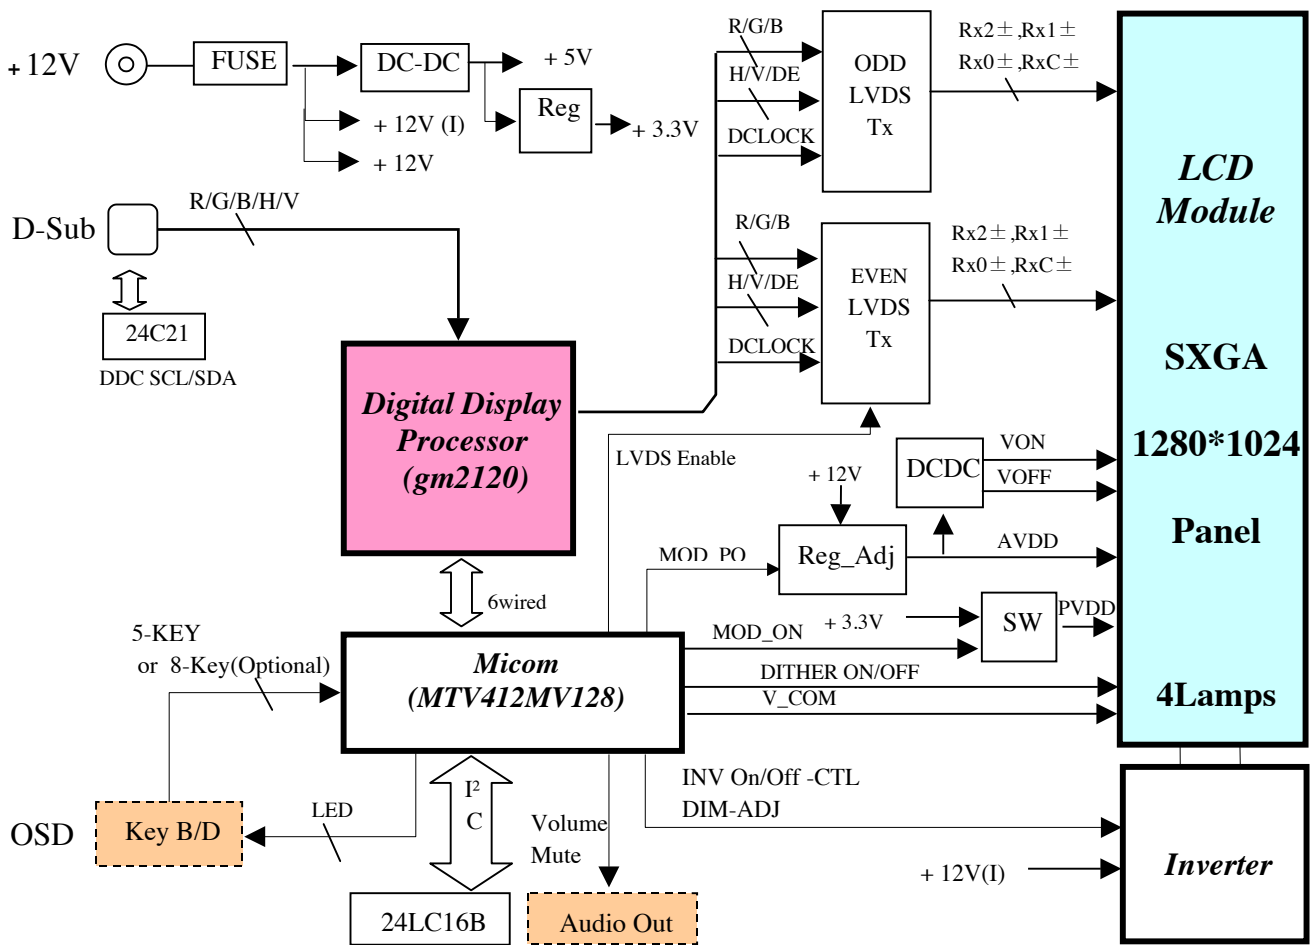 + 12V
FUSE
DC-DC
+ 5V
+ 12V (I)
+ 12V
Reg
+ 3.3V
D-Sub
R/G/B/H/V
24C21
DDC SCL/SDA
R/G/B
H/V/DE
DCLOCK
ODD
LVDS
Tx
Rx2±,Rx1±
Rx0±,RxC±
R/G/B
H/V/DE
DCLOCK
EVEN
LVDS
Tx
Rx2±,Rx1±
Rx0±,RxC±
LCD
Module
SXGA
1280*1024
Panel
4Lamps
Digital Display
Processor
(gm2120)
LVDS Enable
DCDC
VON
VOFF
+ 12V
MOD_PO
Reg_Adj
AVDD
6wired
+ 3.3V
SW
PVDD
MOD_ON
DITHER ON/OFF
V_COM
5-KEY
or 8-Key(Optional)
Micom
(MTV412MV128)
OSD
Key B/D
LED
I²
C
24LC16B
Volume
Mute
Audio Out
INV On/Off -CTL
DIM-ADJ
+ 12V(I)
Inverter